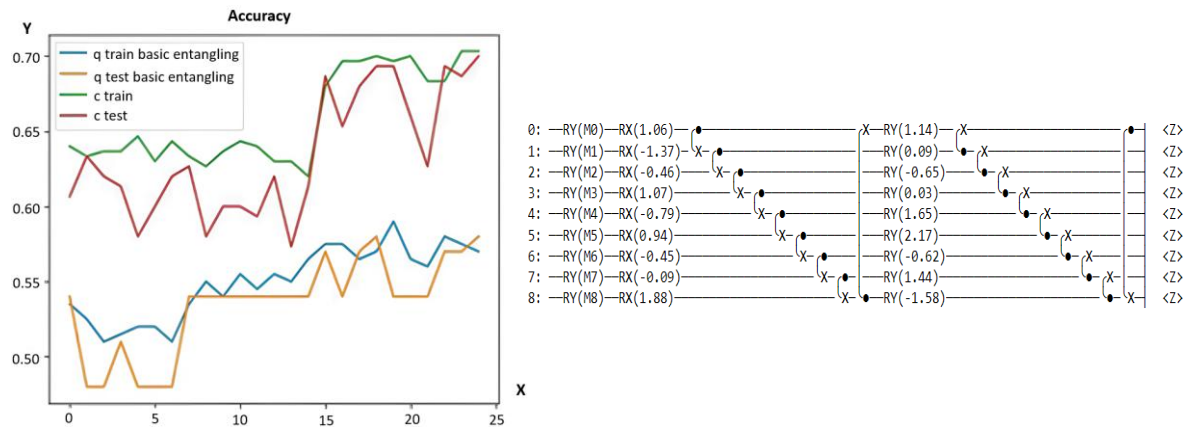 Accuracy
Y
q train basic entangling
q test basic entangling
c train
c test
0.70
0.65
0.60
0.55
0.50
0 5 10 15 20 25
X
0: RY(M0) RX(1.06) X RY(1.14) X <Z>
1: RY(M1) RX(-1.37) X RY(0.09) X <Z>
2: RY(M2) RX(-0.46) X RY(-0.65) X <Z>
3: RY(M3) RX(1.07) X RY(0.03) X <Z>
4: RY(M4) RX(-0.79) X RY(1.65) X <Z>
5: RY(M5) RX(0.94) X RY(2.17) X <Z>
6: RY(M6) RX(-0.45) X RY(-0.62) X <Z>
7: RY(M7) RX(-0.09) X RY(1.44) X <Z>
8: RY(M8) RX(1.88) X RY(-1.58) X <Z>